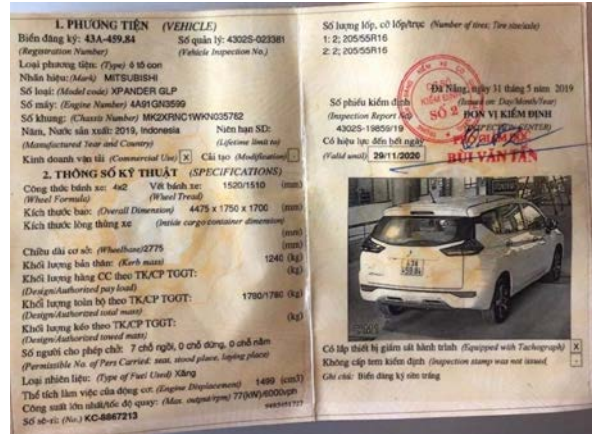 1. PHƯƠNG TIỆN (VEHICLE)
Biển đăng ký: 43A-459.84 Số quản lý: 4302S-023381
(Registration Number) (Vehicle Inspection No.)
Loại phương tiện: (Type) ô tô con
Nhãn hiệu: (Mark) MITSUBISHI
Số loại: (Model code) XPANDER GLP
Số máy: (Engine Number) 4A91GN3599
Số khung: (Chassis Number) MK2XRNC1WKN035762
Năm, Nước sản xuất: 2019, Indonesia Niên hạn SD:
(Manufactured Year and Country) (Lifetime limit to)
Kinh doanh vận tải (Commercial Use) X Cải tạo (Modification) -
2. THÔNG SỐ KỸ THUẬT (SPECIFICATIONS)
Công thức bánh xe: 4x2 Vết bánh xe: 1520/1510 (mm)
(Wheel Formula) (Wheel Tread)
Kích thước bao: (Overall Dimension) 4475 x 1750 x 1700 (mm)
Kích thước lòng thùng xe (Inside cargo container dimension)
(mm)
Chiều dài cơ sở: (Wheelbase) 2775 (mm)
Khối lượng bản thân: (Kerb mass) 1240 (kg)
Khối lượng hàng CC theo TK/CP TGGT: (kg)
(Design/Authorized pay load)
Khối lượng toàn bộ theo TK/CP TGGT: 1780/1780 (kg)
(Design/Authorized total mass)
Khối lượng kéo theo TK/CP TGGT: (kg)
(Design/Authorized towed mass)
Số người cho phép chở: 7 chỗ ngồi, 0 chỗ đứng, 0 chỗ nằm
(Permissible No. of Pers Carried: seat, stood place, laying place)
Loại nhiên liệu: (Type of Fuel Used) Xăng
Thể tích làm việc của động cơ: (Engine Displacement) 1499 (cm3)
Công suất lớn nhất/tốc độ quay: (Max. output/rpm) 77(kW)/6000vph
Số sê-ri: (No.) KC-8867213
Số lượng lốp, cỡ lốp/trục (Number of tires; Tire size/axle)
1: 2; 205/55R16
2: 2; 205/55R16
Đà Nẵng, ngày 31 tháng 5 năm 2019
Số phiếu kiểm định (Issued on: Day/Month/Year)
(Inspection Report No) ĐƠN VỊ KIỂM ĐỊNH
4302S-19859/19 (INSPECTION CENTER)
Có hiệu lực đến hết ngày PHÓ GIÁM ĐỐC
(Valid until) 29/11/2020 BÙI VĂN TÂN
SỐ 2
43A
459.84
Có lắp thiết bị giám sát hành trình (Equipped with Tachograph) X
Không cấp tem kiểm định (Inspection stamp was not issued) -
Ghi chú: Biển đăng ký nền trắng